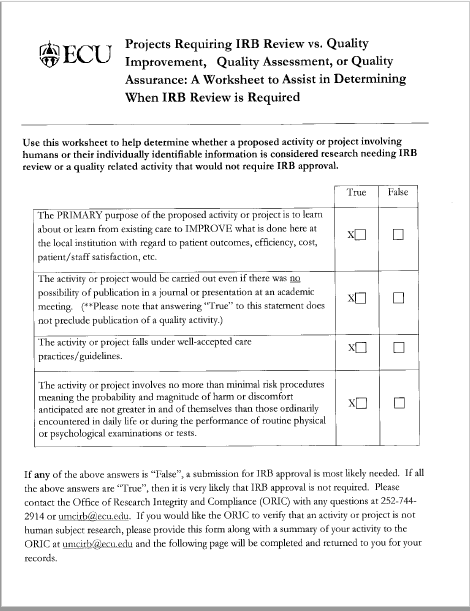 ECU
Projects Requiring IRB Review vs. Quality
Improvement, Quality Assessment, or Quality
Assurance: A Worksheet to Assist in Determining
When IRB Review is Required
Use this worksheet to help determine whether a proposed activity or project involving
humans or their individually identifiable information is considered research needing IRB
review or a quality related activity that would not require IRB approval.
True False
The PRIMARY purpose of the proposed activity or project is to learn
about or learn from existing care to IMPROVE what is done here at
the local institution with regard to patient outcomes, efficiency, cost,
patient/staff satisfaction, etc.
X☐ ☐
The activity or project would be carried out even if there was no
possibility of publication in a journal or presentation at an academic
meeting. (**Please note that answering "True" to this statement does
not preclude publication of a quality activity.)
X☐ ☐
The activity or project falls under well-accepted care
practices/guidelines.
X☐ ☐
The activity or project involves no more than minimal risk procedures
meaning the probability and magnitude of harm or discomfort
anticipated are not greater in and of themselves than those ordinarily
encountered in daily life or during the performance of routine physical
or psychological examinations or tests.
X☐ ☐
If any of the above answers is "False", a submission for IRB approval is most likely needed. If all
the above answers are "True", then it is very likely that IRB approval is not required. Please
contact the Office of Research Integrity and Compliance (ORIC) with any questions at 252-744-
2914 or umcirb@ecu.edu. If you would like the ORIC to verify that an activity or project is not
human subject research, please provide this form along with a summary of your activity to the
ORIC at umcirb@ecu.edu and the following page will be completed and returned to you for your
records.